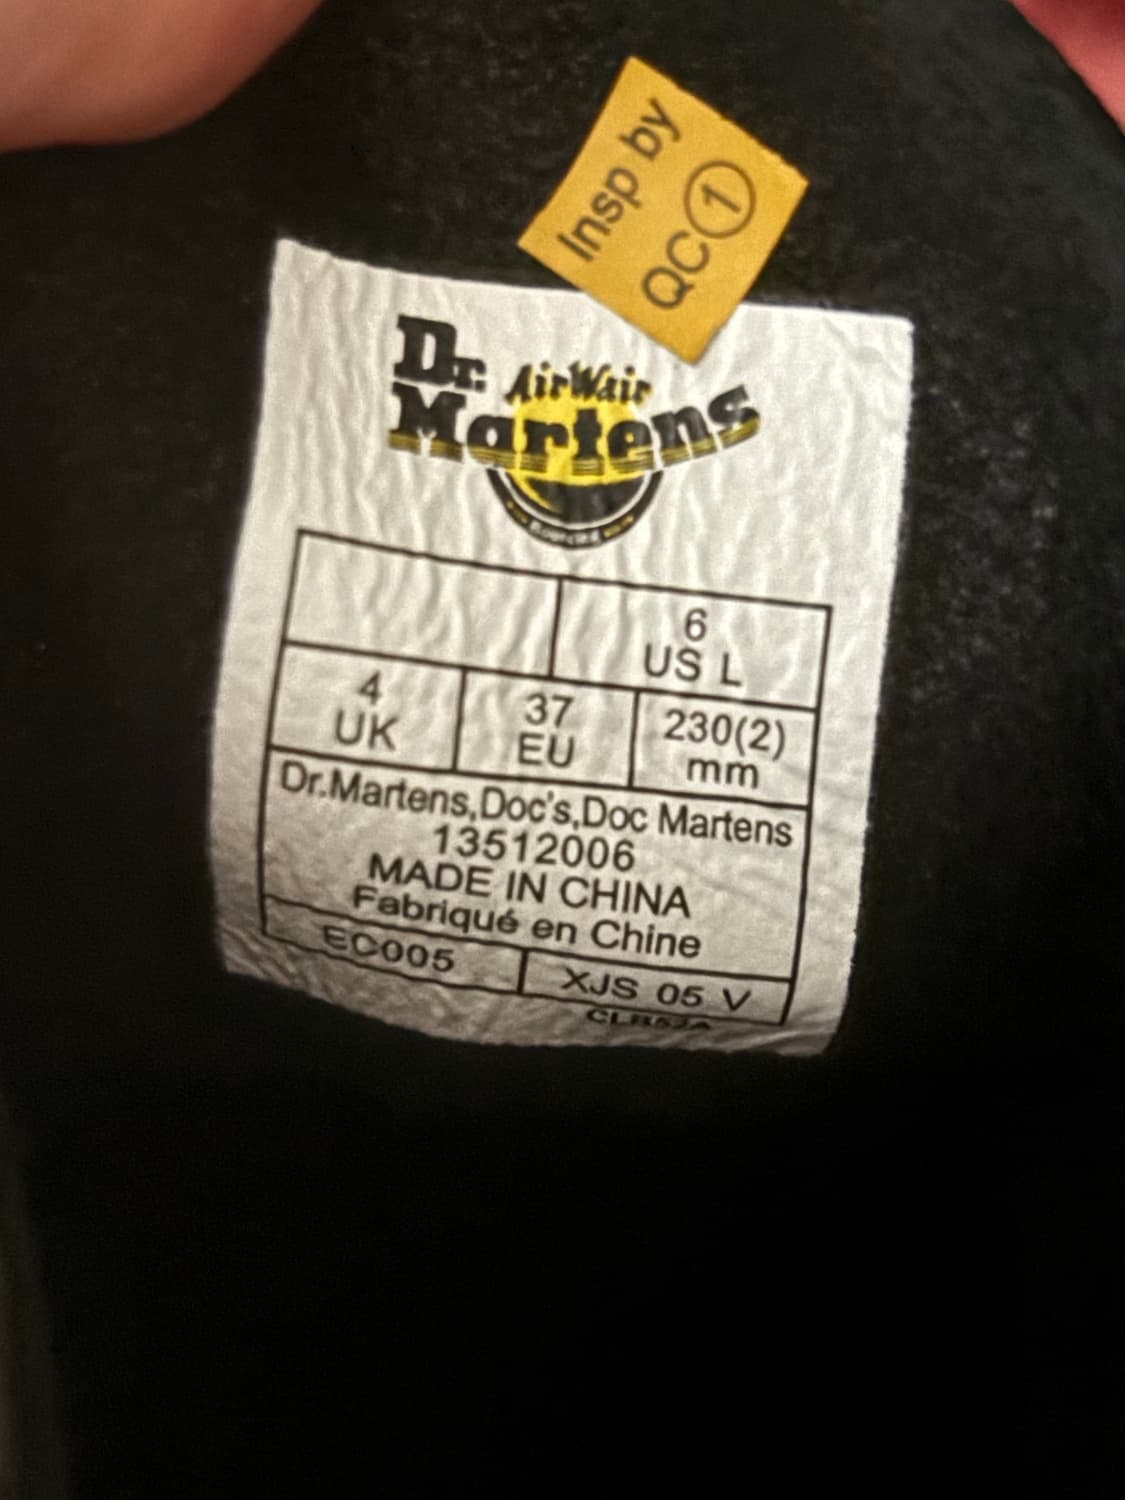 Insp by
QC 1
Dr. AirWair
Martens
6
US L
4
UK
37
EU
230(2)
mm
Dr.Martens,Doc's,Doc Martens
13512006
MADE IN CHINA
Fabriqué en Chine
EC005
XJS 05 V